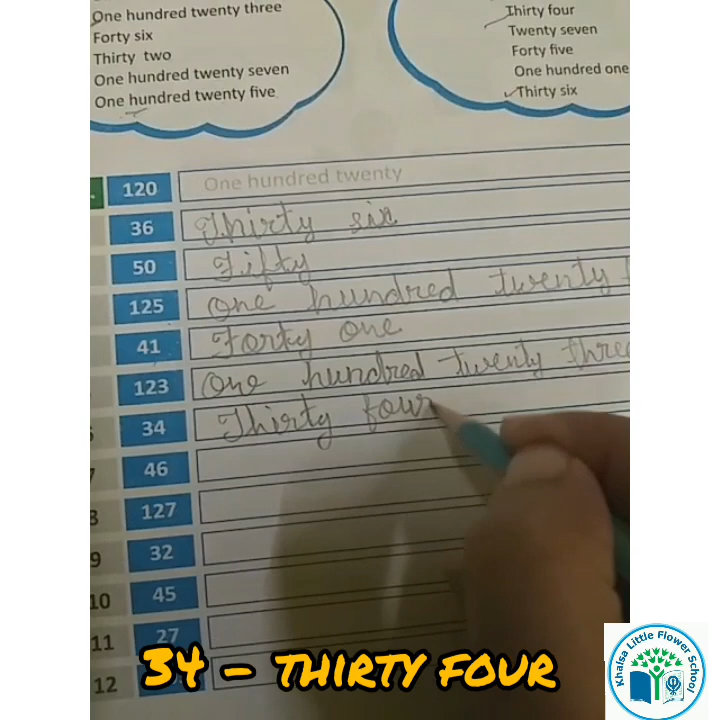 One hundred twenty three
Forty six
Thirty two
One hundred twenty seven
One hundred twenty five
Thirty four
Twenty seven
Forty five
One hundred one
Thirty six
120 One hundred twenty
36 Thirty six
50 Fifty
125 One hundred twenty
41 Forty one
123 One hundred twenty three
34 Thirty four
46
127
9 32
10 45
11 27
12
34 - THIRTY FOUR
Khalsa Little Flower School